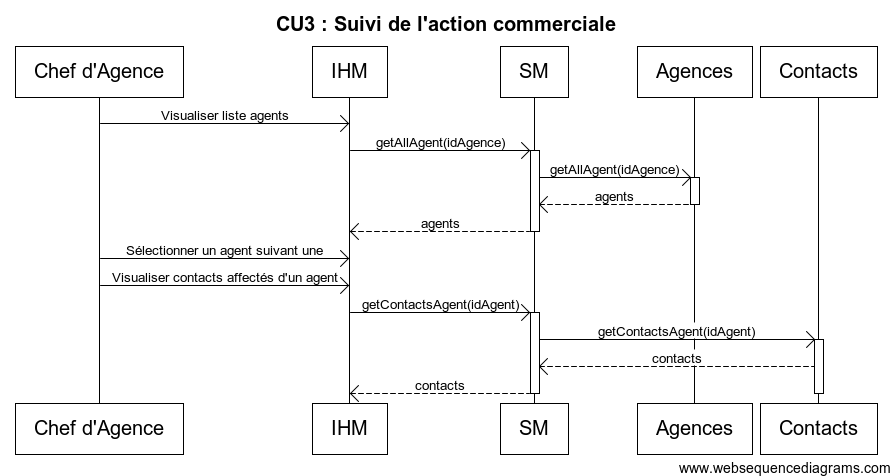 CU3 : Suivi de l'action commerciale
Chef d'Agence
IHM
SM
Agences
Contacts
Visualiser liste agents
getAllAgent(idAgence)
getAllAgent(idAgence)
agents
agents
Sélectionner un agent suivant une
Visualiser contacts affectés d'un agent
getContactsAgent(idAgent)
getContactsAgent(idAgent)
contacts
contacts
Chef d'Agence
IHM
SM
Agences
Contacts
www.websequencediagrams.com